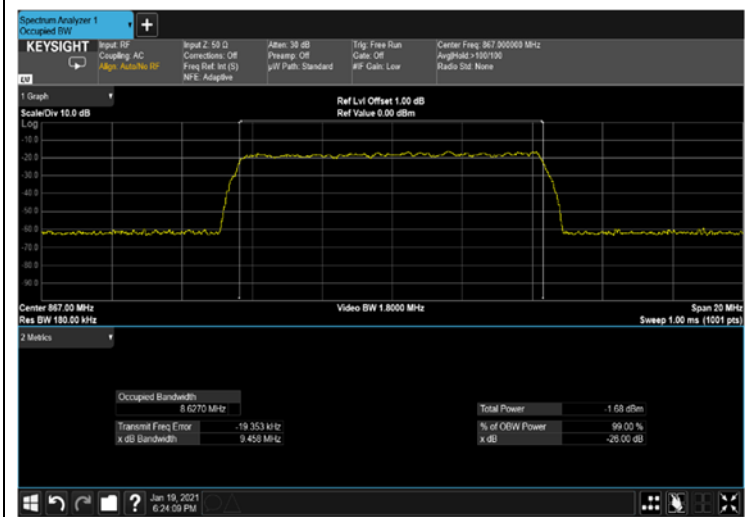 Spectrum Analyzer 1
Occupied BW
+
KEYSIGHT
Input: RF
Coupling: AC
Align: Auto/No RF
Input Z: 50 Ω
Corrections: Off
Freq Ref: Int (S)
NFE: Adaptive
Atten: 30 dB
Preamp: Off
µW Path: Standard
Trig: Free Run
Gate: Off
#IF Gain: Low
Center Freq: 867.000000 MHz
Avg|Hold:>100/100
Radio Std: None
1 Graph
Scale/Div 10.0 dB
Ref Lvl Offset 1.00 dB
Ref Value 0.00 dBm
Log
-10.0
-20.0
-30.0
-40.0
-50.0
-60.0
-70.0
-80.0
-90.0
Center 867.00 MHz
Res BW 180.00 kHz
Video BW 1.8000 MHz
Span 20 MHz
Sweep 1.00 ms (1001 pts)
2 Metrics
Occupied Bandwidth
8.6270 MHz
Transmit Freq Error -19.353 kHz
x dB Bandwidth 9.458 MHz
Total Power -1.68 dBm
% of OBW Power 99.00 %
x dB -26.00 dB
?
Jan 19, 2021
6:24:09 PM